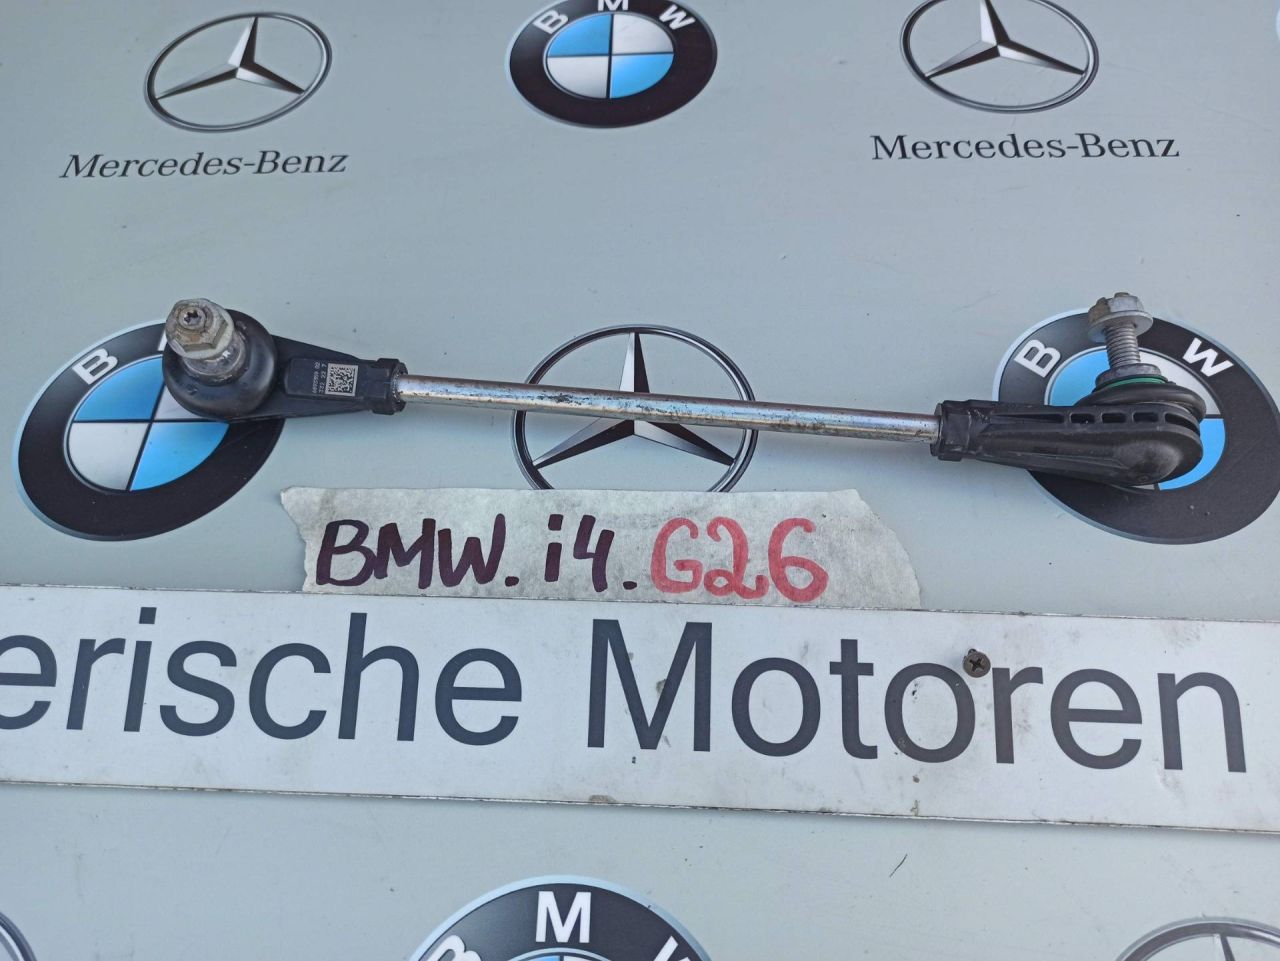 BMW
Mercedes-Benz
Mercedes-Benz
B
B W
BMW.i4.G26
erische Motoren
BMW